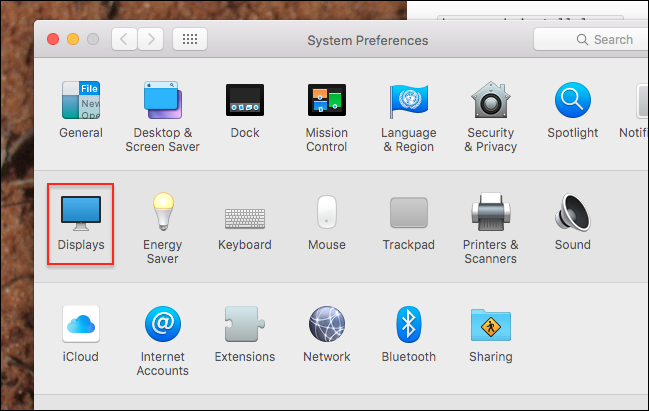 System Preferences
Search
File
New
Ope
General
Desktop &
Screen Saver
Dock
Mission
Control
Language
& Region
Security
& Privacy
Spotlight
Notifi
Displays
Energy
Saver
Keyboard
Mouse
Trackpad
Printers &
Scanners
Sound
iCloud
Internet
Accounts
Extensions
Network
Bluetooth
Sharing